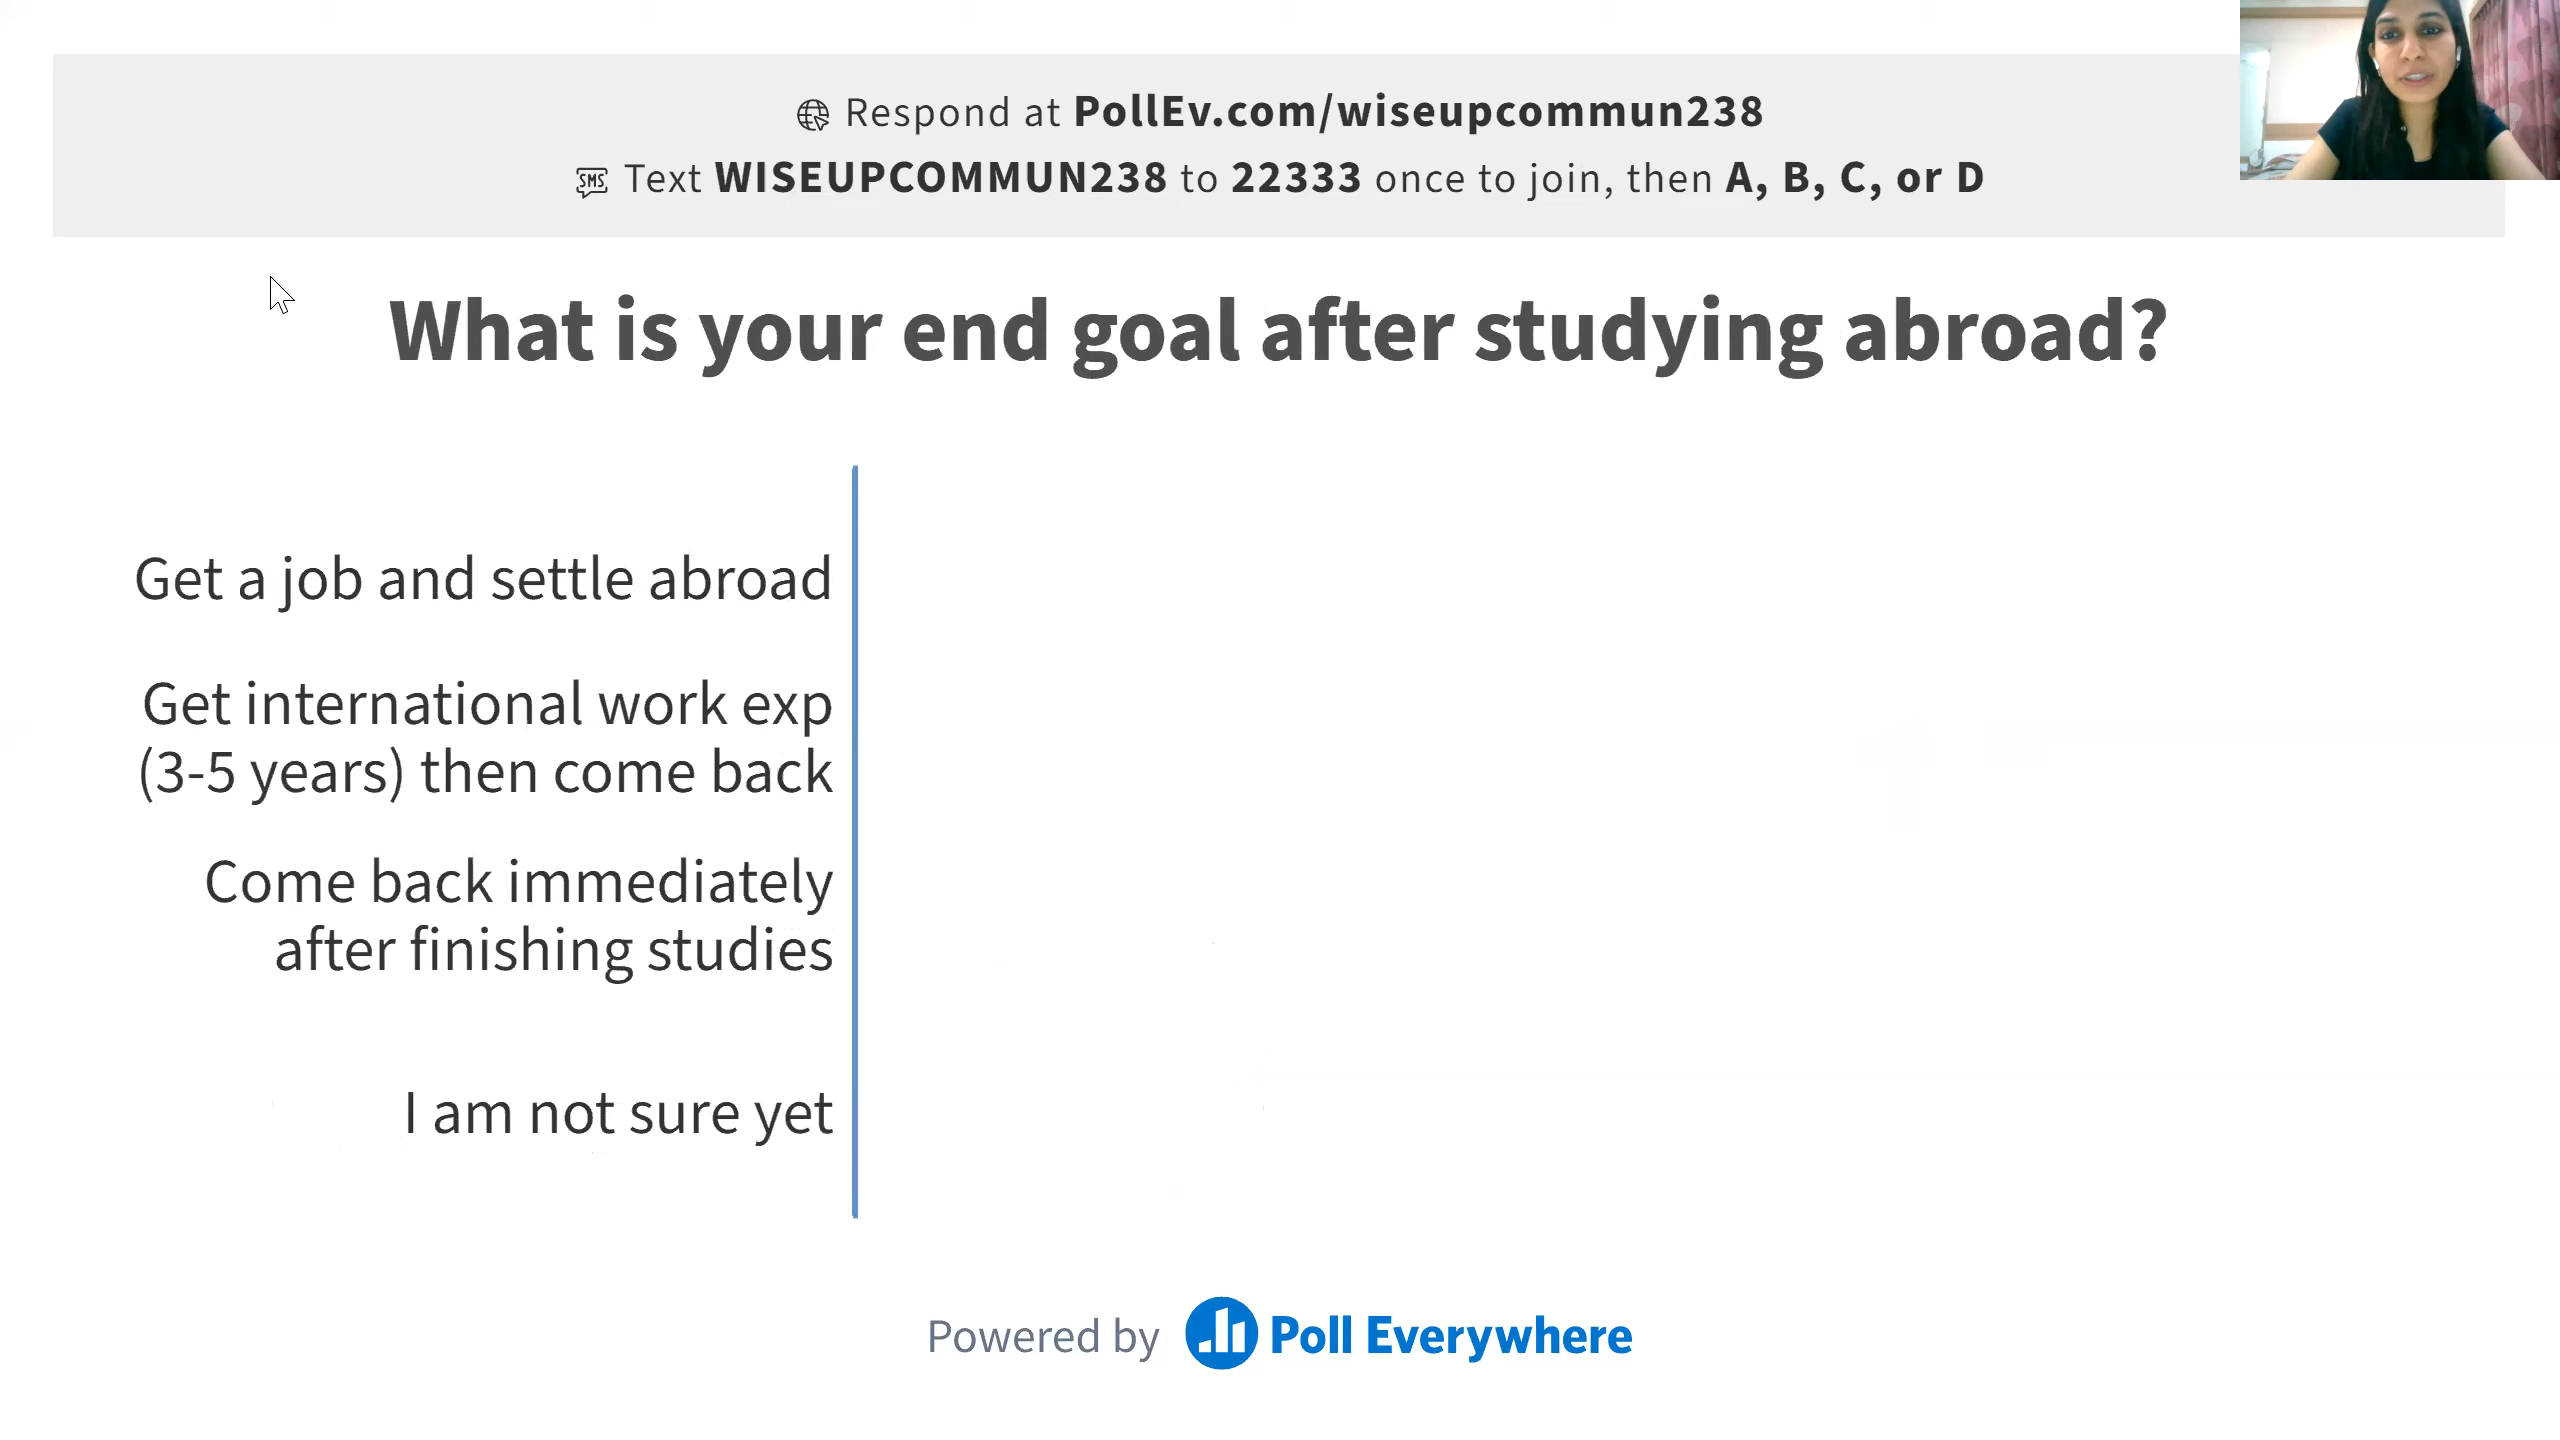 Respond at PollEv.com/wiseupcommun238
Text WISEUPCOMMUN238 to 22333 once to join, then A, B, C, or D
What is your end goal after studying abroad?
Get a job and settle abroad
Get international work exp
(3-5 years) then come back
Come back immediately
after finishing studies
I am not sure yet
Powered by Poll Everywhere